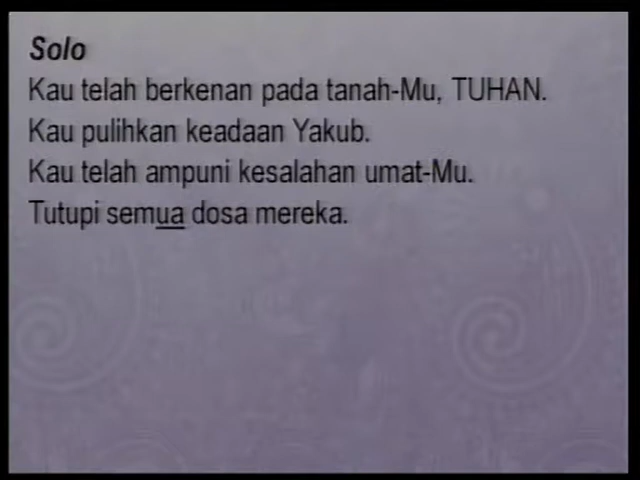 Solo
Kau telah berkenan pada tanah-Mu, TUHAN.
Kau pulihkan keadaan Yakub.
Kau telah ampuni kesalahan umat-Mu.
Tutupi semua dosa mereka.